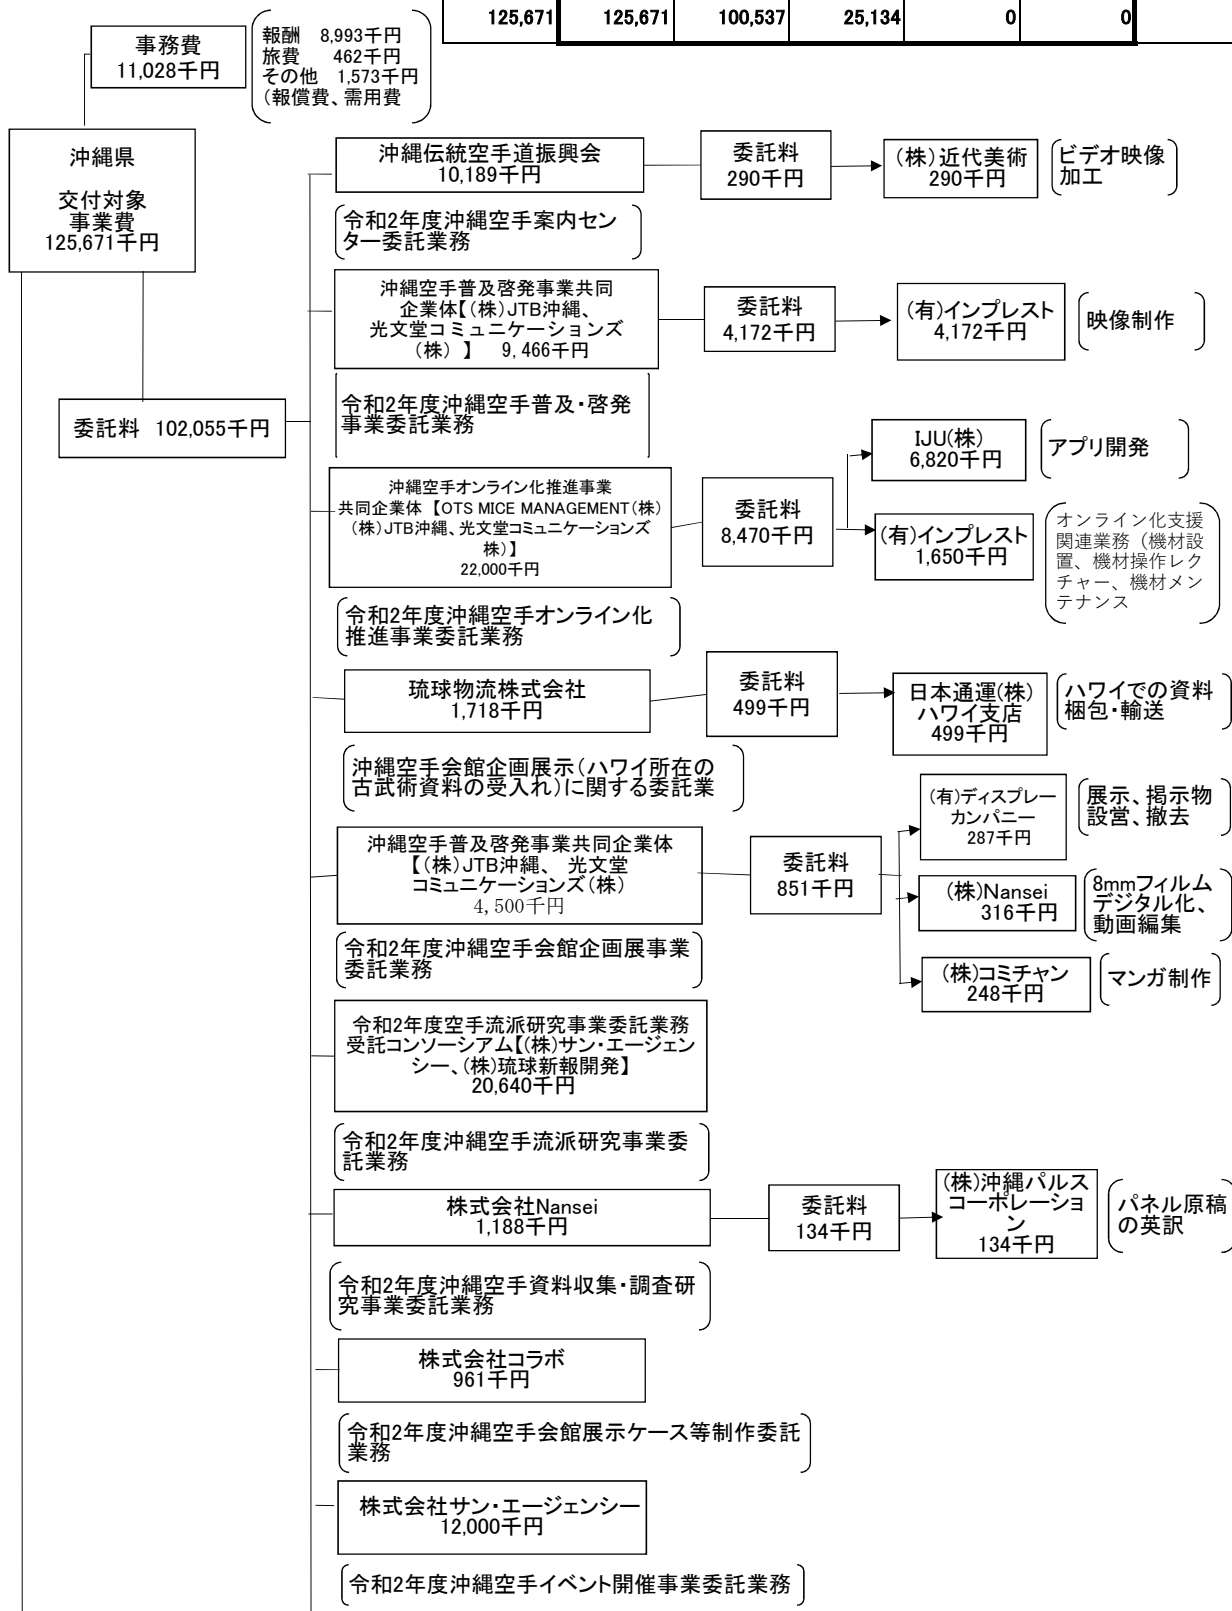 125,671 125,671 100,537 25,134 0 0
事務費
11,028千円
報酬 8,993千円
旅費 462千円
その他 1,573千円
(報償費、需用費
沖縄県
交付対象
事業費
125,671千円
沖縄伝統空手道振興会
10,189千円
委託料
290千円
(株)近代美術
290千円
ビデオ映像
加工
令和2年度沖縄空手案内セン
ター委託業務
沖縄空手普及啓発事業共同
企業体【(株)JTB沖縄、
光文堂コミュニケーションズ
(株) 】 9,466千円
委託料
4,172千円
(有)インプレスト
4,172千円
映像制作
令和2年度沖縄空手普及・啓発
事業委託業務
委託料 102,055千円
沖縄空手オンライン化推進事業
共同企業体 【OTS MICE MANAGEMENT(株)
(株)JTB沖縄、光文堂コミュニケーションズ
株)】
22,000千円
委託料
8,470千円
IJU(株)
6,820千円
アプリ開発
(有)インプレスト
1,650千円
オンライン化支援
関連業務（機材設
置、機材操作レク
チャー、機材メン
テナンス
令和2年度沖縄空手オンライン化
推進事業委託業務
琉球物流株式会社
1,718千円
委託料
499千円
日本通運(株)
ハワイ支店
499千円
ハワイでの資料
梱包・輸送
沖縄空手会館企画展示(ハワイ所在の
古武術資料の受入れ)に関する委託業
沖縄空手普及啓発事業共同企業体
【(株)JTB沖縄、 光文堂
コミュニケーションズ(株)
4,500千円
委託料
851千円
(有)ディスプレー
カンパニー
287千円
展示、掲示物
設営、撤去
(株)Nansei
316千円
8mmフィルム
デジタル化、
動画編集
(株)コミチャン
248千円
マンガ制作
令和2年度沖縄空手会館企画展事業
委託業務
令和2年度空手流派研究事業委託業務
受託コンソーシアム【(株)サン・エージェン
シー、(株)琉球新報開発】
20,640千円
令和2年度沖縄空手流派研究事業委
託業務
株式会社Nansei
1,188千円
委託料
134千円
(株)沖縄パルス
コーポレーショ
ン
134千円
パネル原稿
の英訳
令和2年度沖縄空手資料収集・調査研
究事業委託業務
株式会社コラボ
961千円
令和2年度沖縄空手会館展示ケース等制作委託
業務
株式会社サン・エージェンシー
12,000千円
令和2年度沖縄空手イベント開催事業委託業務